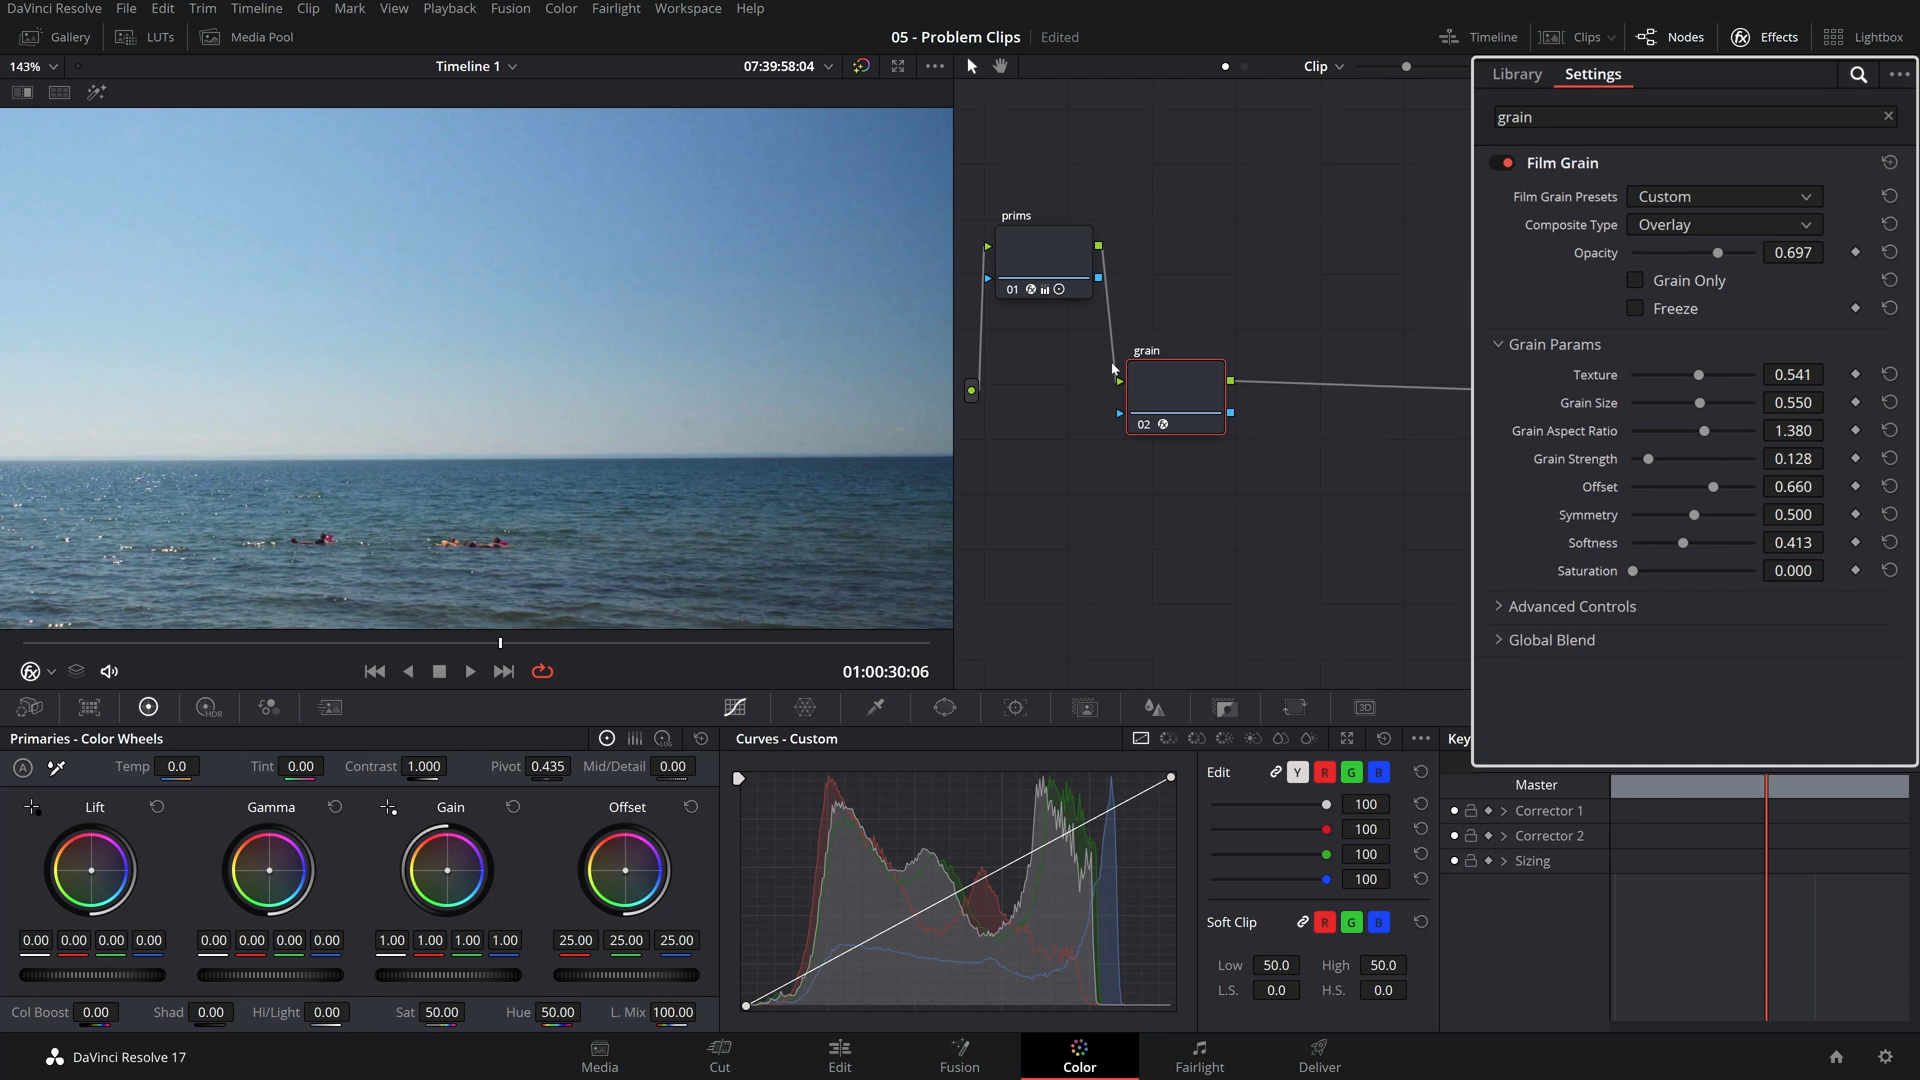 DaVinci Resolve File Edit Trim Timeline Clip Mark View Playback Fusion Color Fairlight Workspace Help
Gallery LUTs Media Pool 05 - Problem Clips Edited Timeline Clips Nodes Effects Lightbox
143% Timeline 1 07:39:58:04 Clip
Library Settings
grain
Film Grain
Film Grain Presets Custom
Composite Type Overlay
Opacity 0.697
Grain Only
Freeze
Grain Params
Texture 0.541
Grain Size 0.550
Grain Aspect Ratio 1.380
Grain Strength 0.128
Offset 0.660
Symmetry 0.500
Softness 0.413
Saturation 0.000
Advanced Controls
Global Blend
prims
01
grain
02
01:00:30:06
HDR
3D
Primaries - Color Wheels
LOG
Curves - Custom
Key
A Temp 0.0 Tint 0.00 Contrast 1.000 Pivot 0.435 Mid/Detail 0.00
Lift Gamma Gain Offset
0.00 0.00 0.00 0.00 0.00 0.00 0.00 0.00 1.00 1.00 1.00 1.00 25.00 25.00 25.00
Col Boost 0.00 Shad 0.00 Hi/Light 0.00 Sat 50.00 Hue 50.00 L. Mix 100.00
Edit Y R G B
100
100
100
100
Soft Clip R G B
Low 50.0 High 50.0
L.S. 0.0 H.S. 0.0
Master
Corrector 1
Corrector 2
Sizing
DaVinci Resolve 17 Media Cut Edit Fusion Color Fairlight Deliver